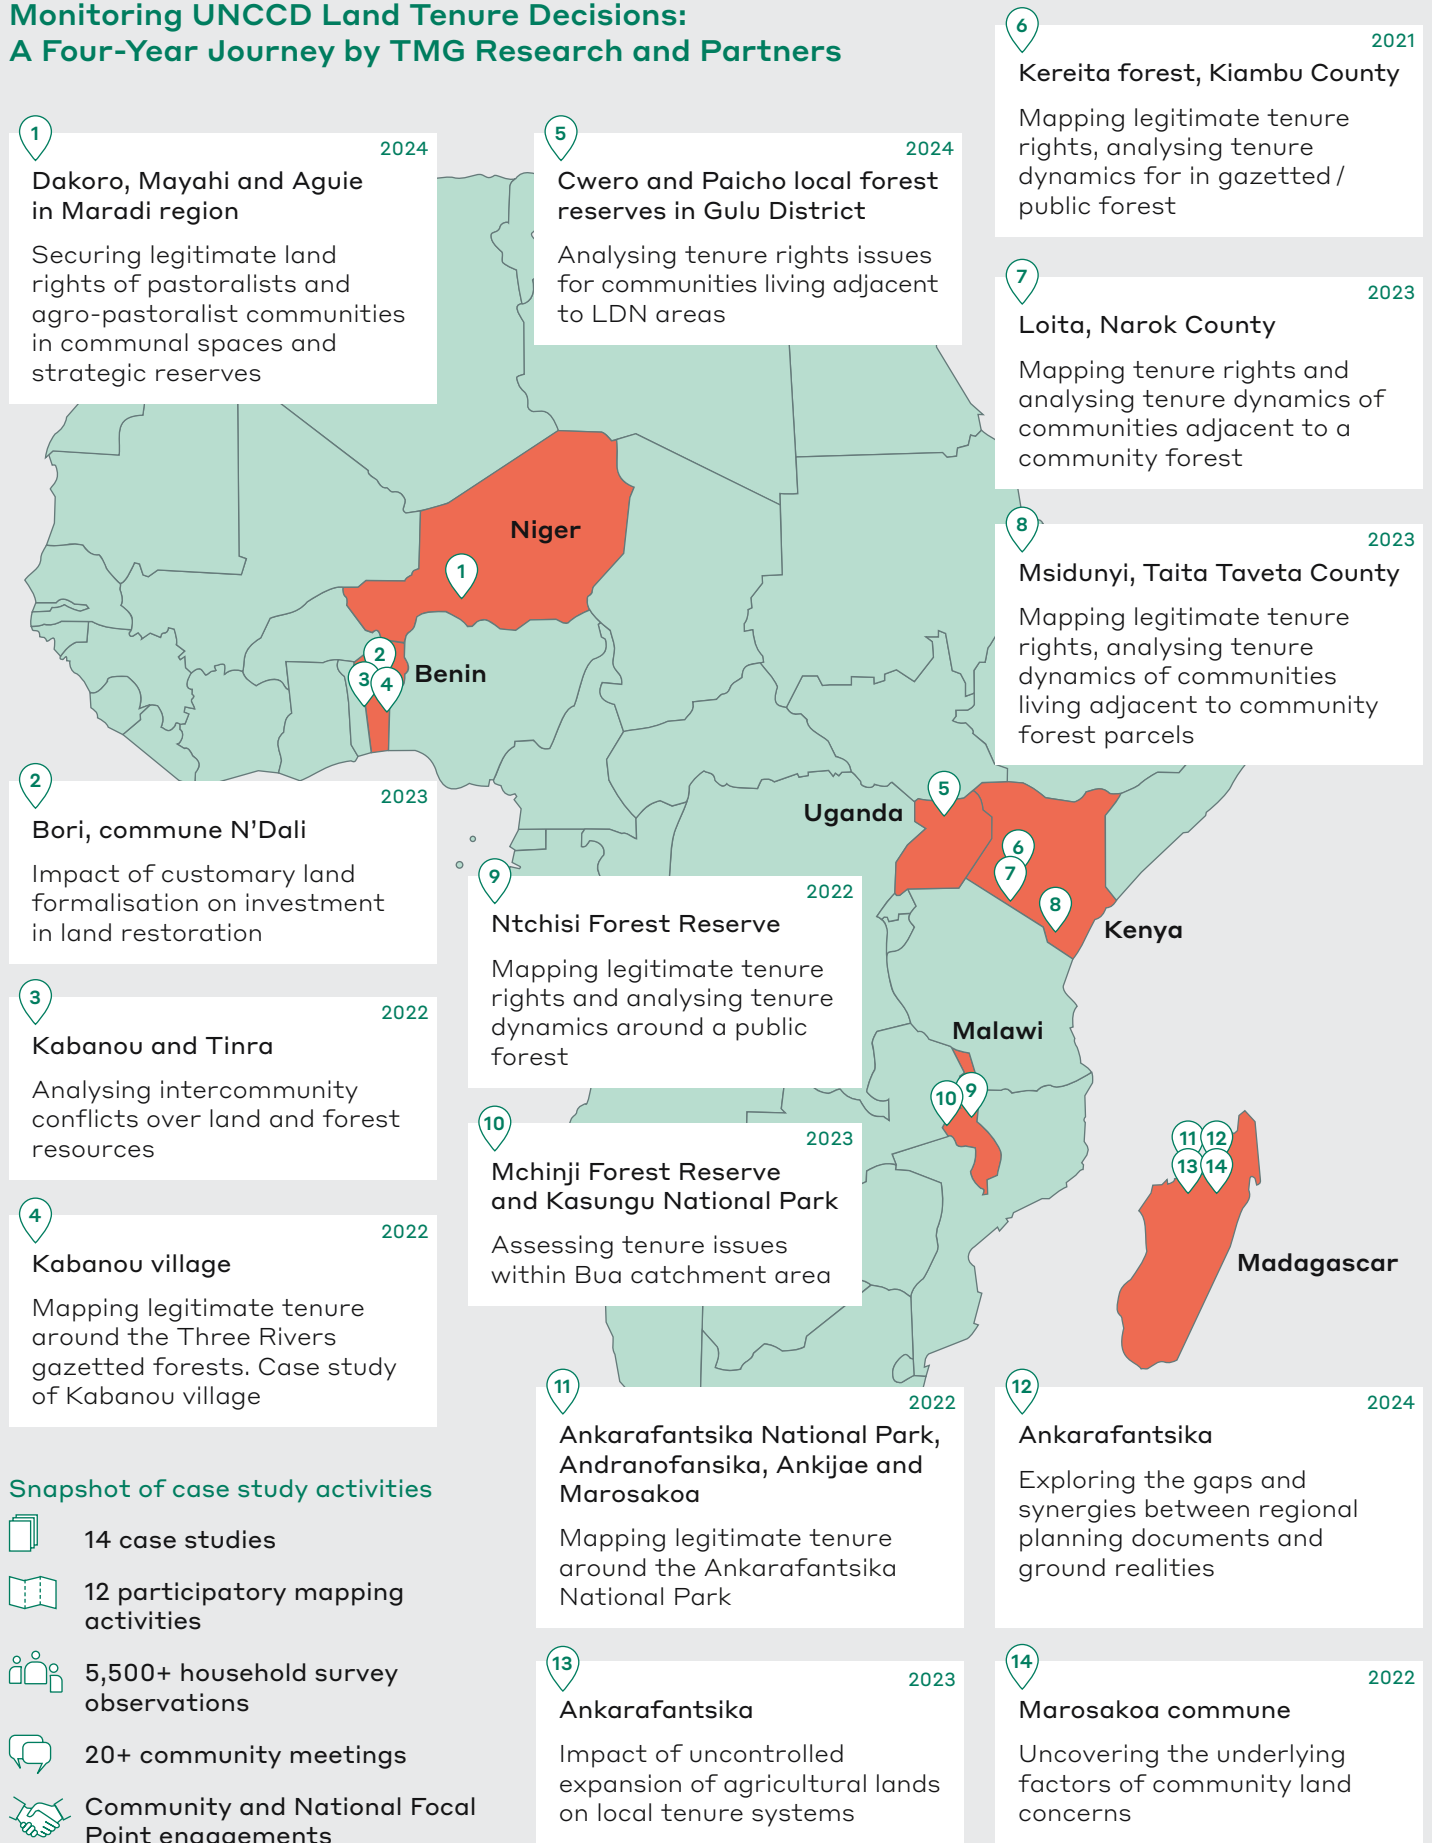 Monitoring UNCCD Land Tenure Decisions:
A Four-Year Journey by TMG Research and Partners
1
2024
Dakoro, Mayahi and Aguie
in Maradi region
Securing legitimate land
rights of pastoralists and
agro-pastoralist communities
in communal spaces and
strategic reserves
5
2024
Cwero and Paicho local forest
reserves in Gulu District
Analysing tenure rights issues
for communities living adjacent
to LDN areas
6
2021
Kereita forest, Kiambu County
Mapping legitimate tenure
rights, analysing tenure
dynamics for in gazetted /
public forest
7
2023
Loita, Narok County
Mapping tenure rights and
analysing tenure dynamics of
communities adjacent to a
community forest
8
2023
Msidunyi, Taita Taveta County
Mapping legitimate tenure
rights, analysing tenure
dynamics of communities
living adjacent to community
forest parcels
Niger
1
2
3
4
Benin
Uganda
5
6
7
8
Kenya
Malawi
10
9
11
12
13
14
Madagascar
2
2023
Bori, commune N’Dali
Impact of customary land
formalisation on investment
in land restoration
3
2022
Kabanou and Tinra
Analysing intercommunity
conflicts over land and forest
resources
4
2022
Kabanou village
Mapping legitimate tenure
around the Three Rivers
gazetted forests. Case study
of Kabanou village
9
2022
Ntchisi Forest Reserve
Mapping legitimate tenure
rights and analysing tenure
dynamics around a public
forest
10
2023
Mchinji Forest Reserve
and Kasungu National Park
Assessing tenure issues
within Bua catchment area
11
2022
Ankarafantsika National Park,
Andranofansika, Ankijae and
Marosakoa
Mapping legitimate tenure
around the Ankarafantsika
National Park
12
2024
Ankarafantsika
Exploring the gaps and
synergies between regional
planning documents and
ground realities
13
2023
Ankarafantsika
Impact of uncontrolled
expansion of agricultural lands
on local tenure systems
14
2022
Marosakoa commune
Uncovering the underlying
factors of community land
concerns
Snapshot of case study activities
14 case studies
12 participatory mapping
activities
5,500+ household survey
observations
20+ community meetings
Community and National Focal
Point engagements